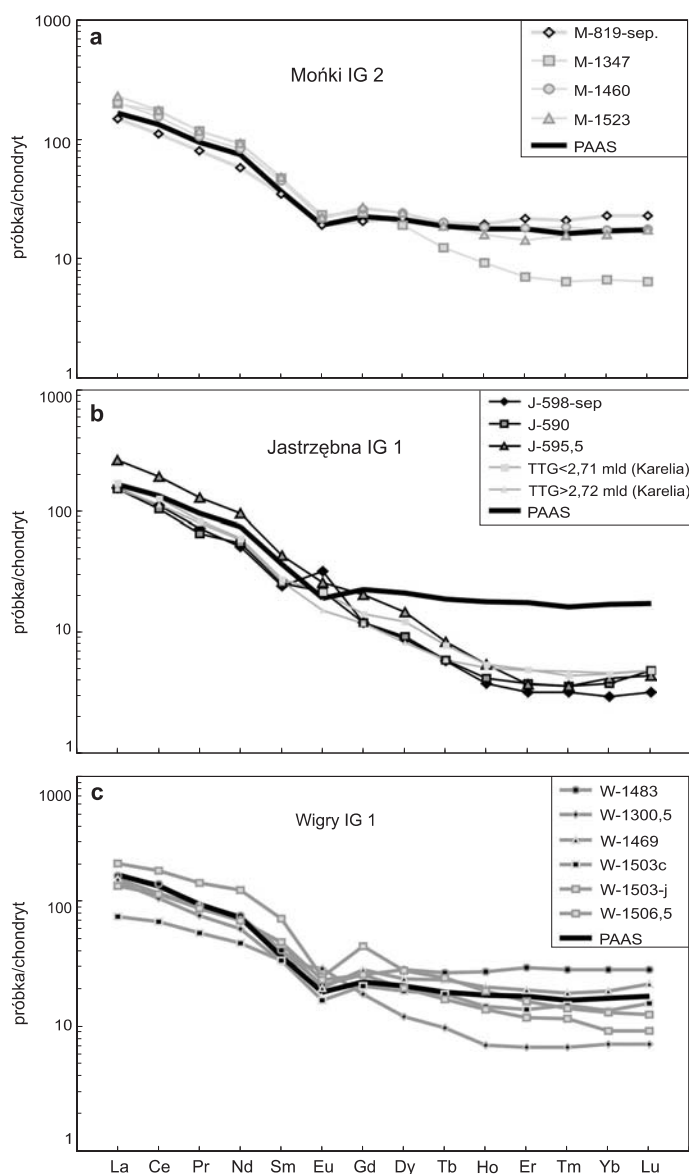 a
Mońki IG 2
M-819-sep.
M-1347
M-1460
M-1523
PAAS
próbka/chondryt
1000
100
10
1
b
Jastrzębna IG 1
J-598-sep
J-590
J-595,5
TTG<2,71 mld (Karelia)
TTG>2,72 mld (Karelia)
PAAS
próbka/chondryt
1000
100
10
1
c
Wigry IG 1
W-1483
W-1300,5
W-1469
W-1503c
W-1503-j
W-1506,5
PAAS
próbka/chondryt
1000
100
10
1
La Ce Pr Nd Sm Eu Gd Dy Tb Ho Er Tm Yb Lu